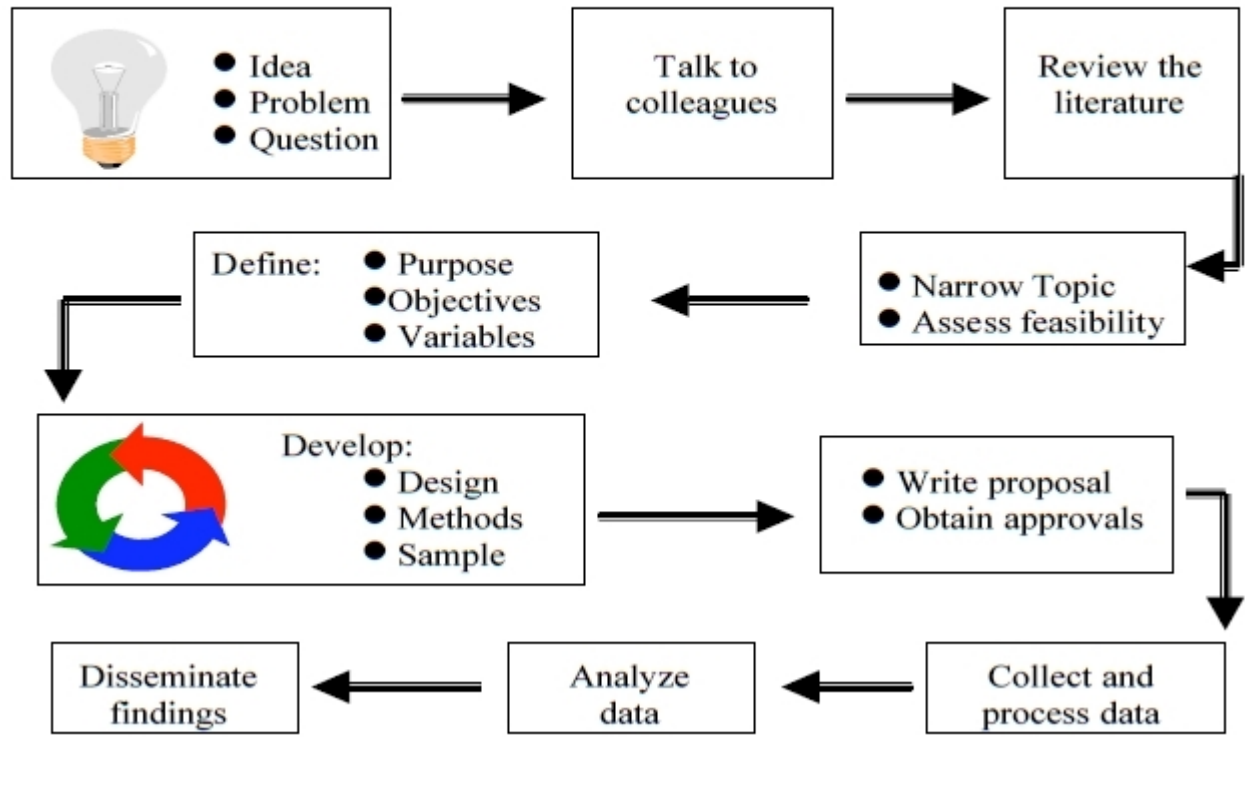 ● Idea
● Problem
● Question
Talk to
colleagues
Review the
literature
● Narrow Topic
● Assess feasibility
Define: ● Purpose
●Objectives
● Variables
Develop:
● Design
● Methods
● Sample
● Write proposal
● Obtain approvals
Collect and
process data
Analyze
data
Disseminate
findings